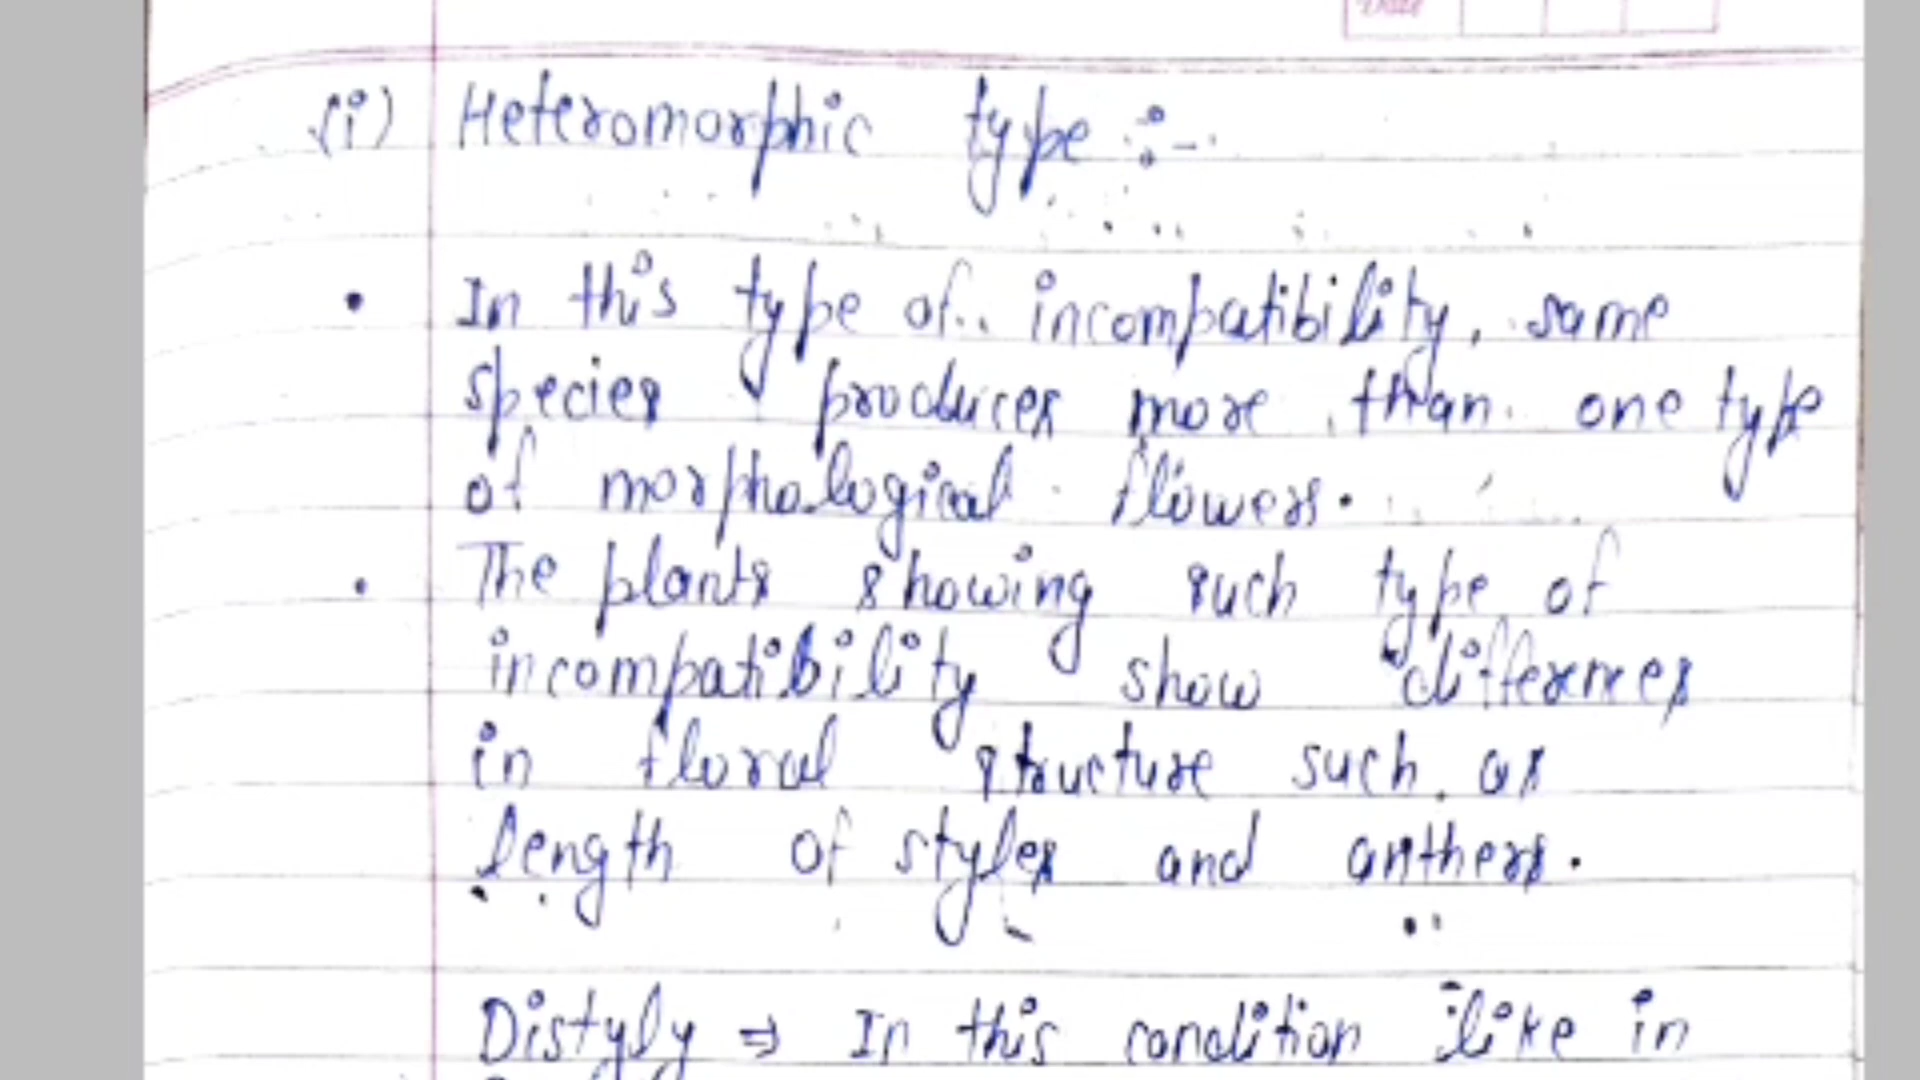 Date
(i) Heteromorphic type :-
• In this type of incompatibility, same
species produces more than one type
of morphological flowers.
• The plants showing such type of
incompatibility show differences
in floral structure such as
length of styles and anthers.
Distyly ⇒ In this condition like in